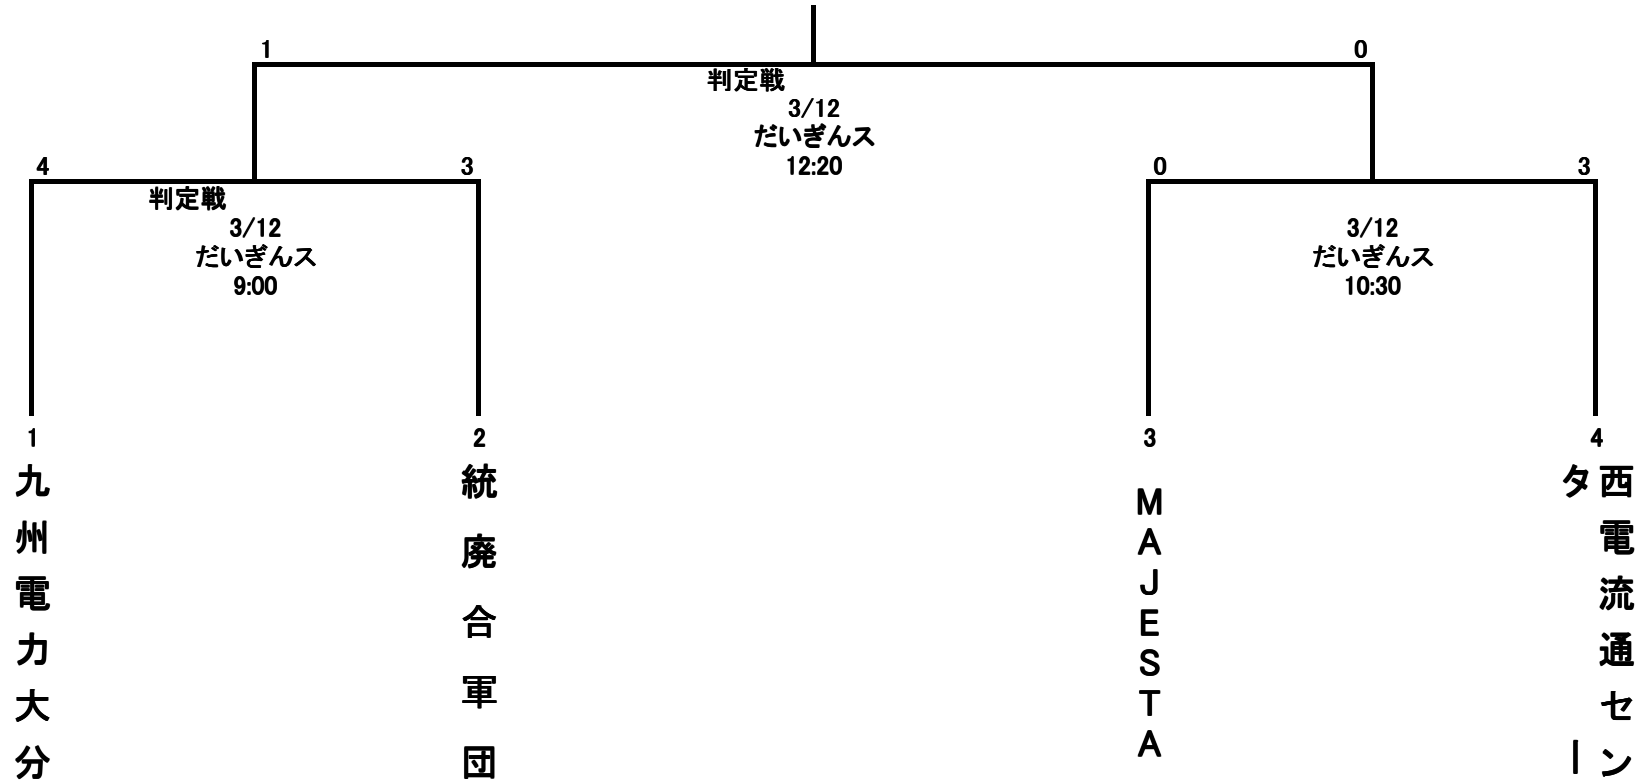 1
0
判定戦
3/12
だいぎんス
12:20
4
3
0
3
判定戦
3/12
だいぎんス
9:00
3/12
だいぎんス
10:30
1
2
3
4
九州電力大分
統廃合軍団
MAJESTA
西電流通セン
ター